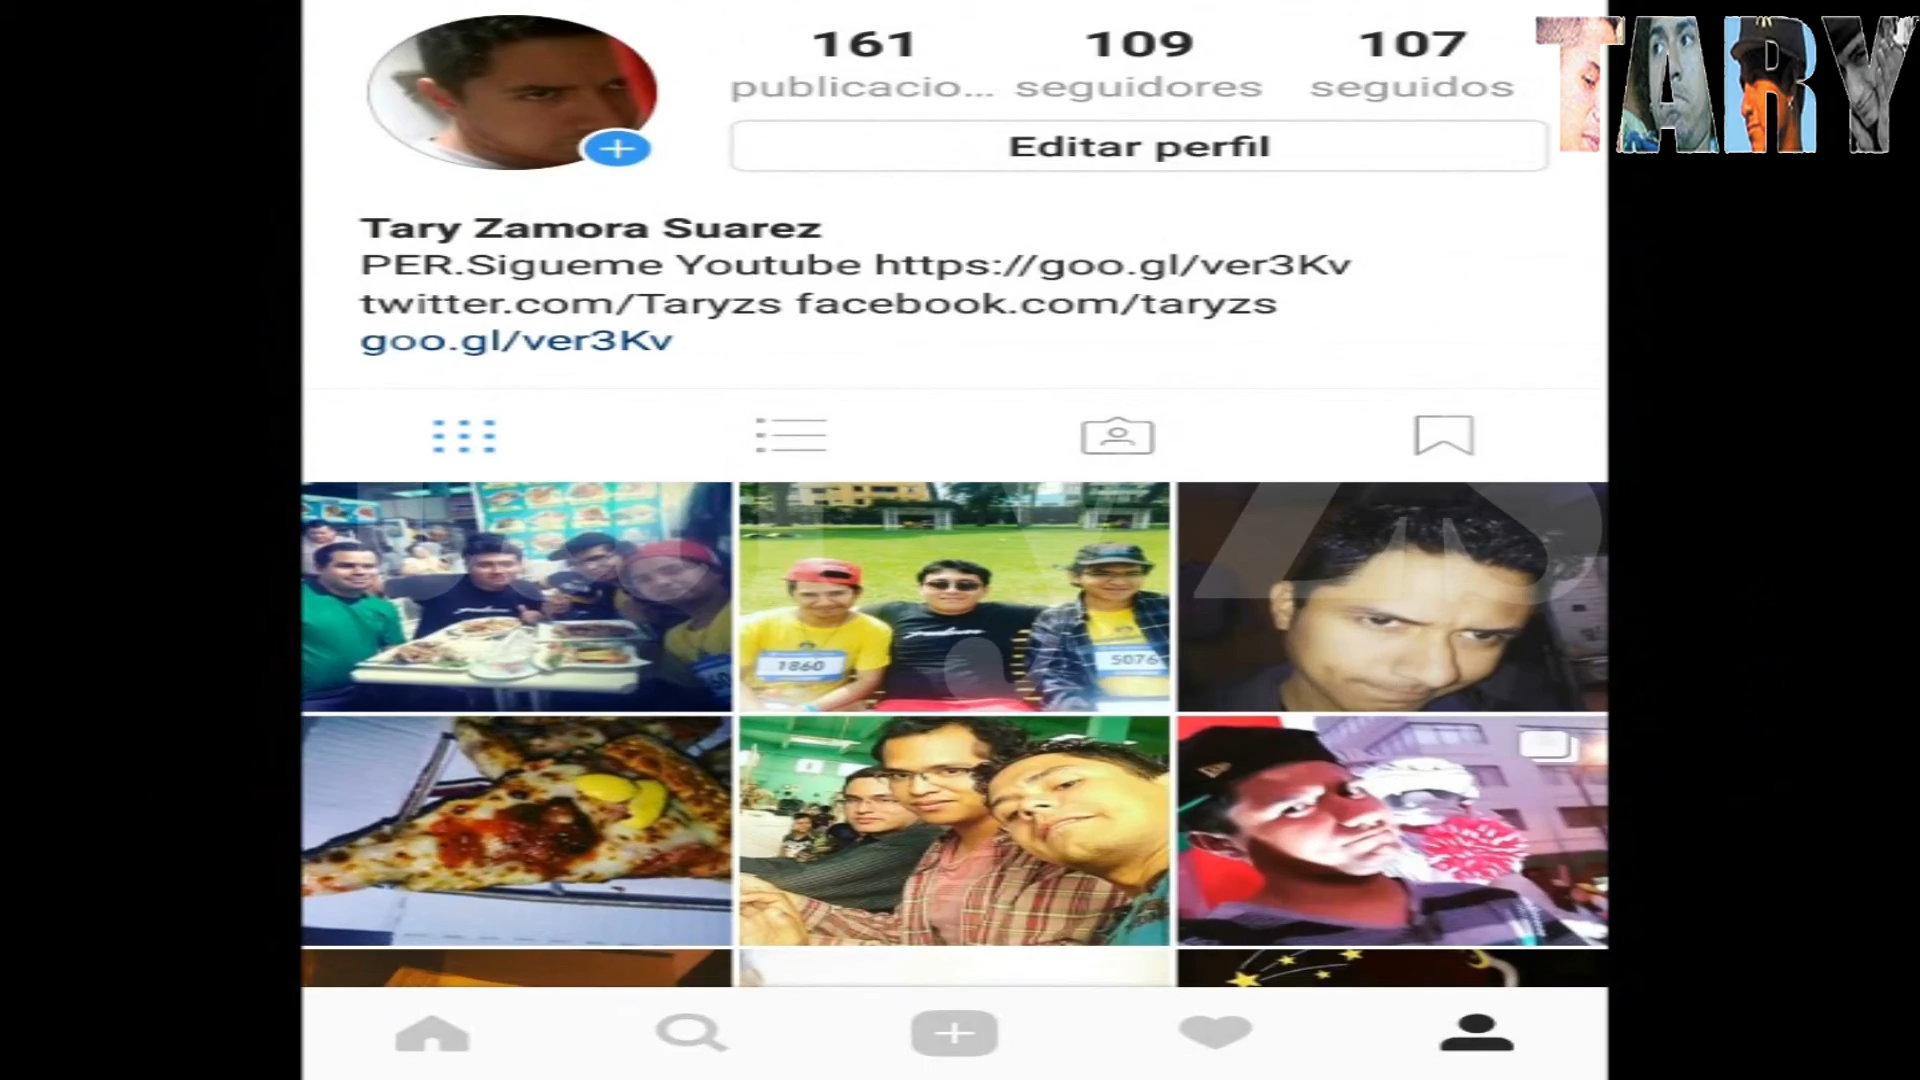 161 109 107
publicacio... seguidores seguidos
TARY
Editar perfil
Tary Zamora Suarez
PER.Sigueme Youtube https://goo.gl/ver3Kv
twitter.com/Taryzs facebook.com/taryzs
goo.gl/ver3Kv
1860
5076